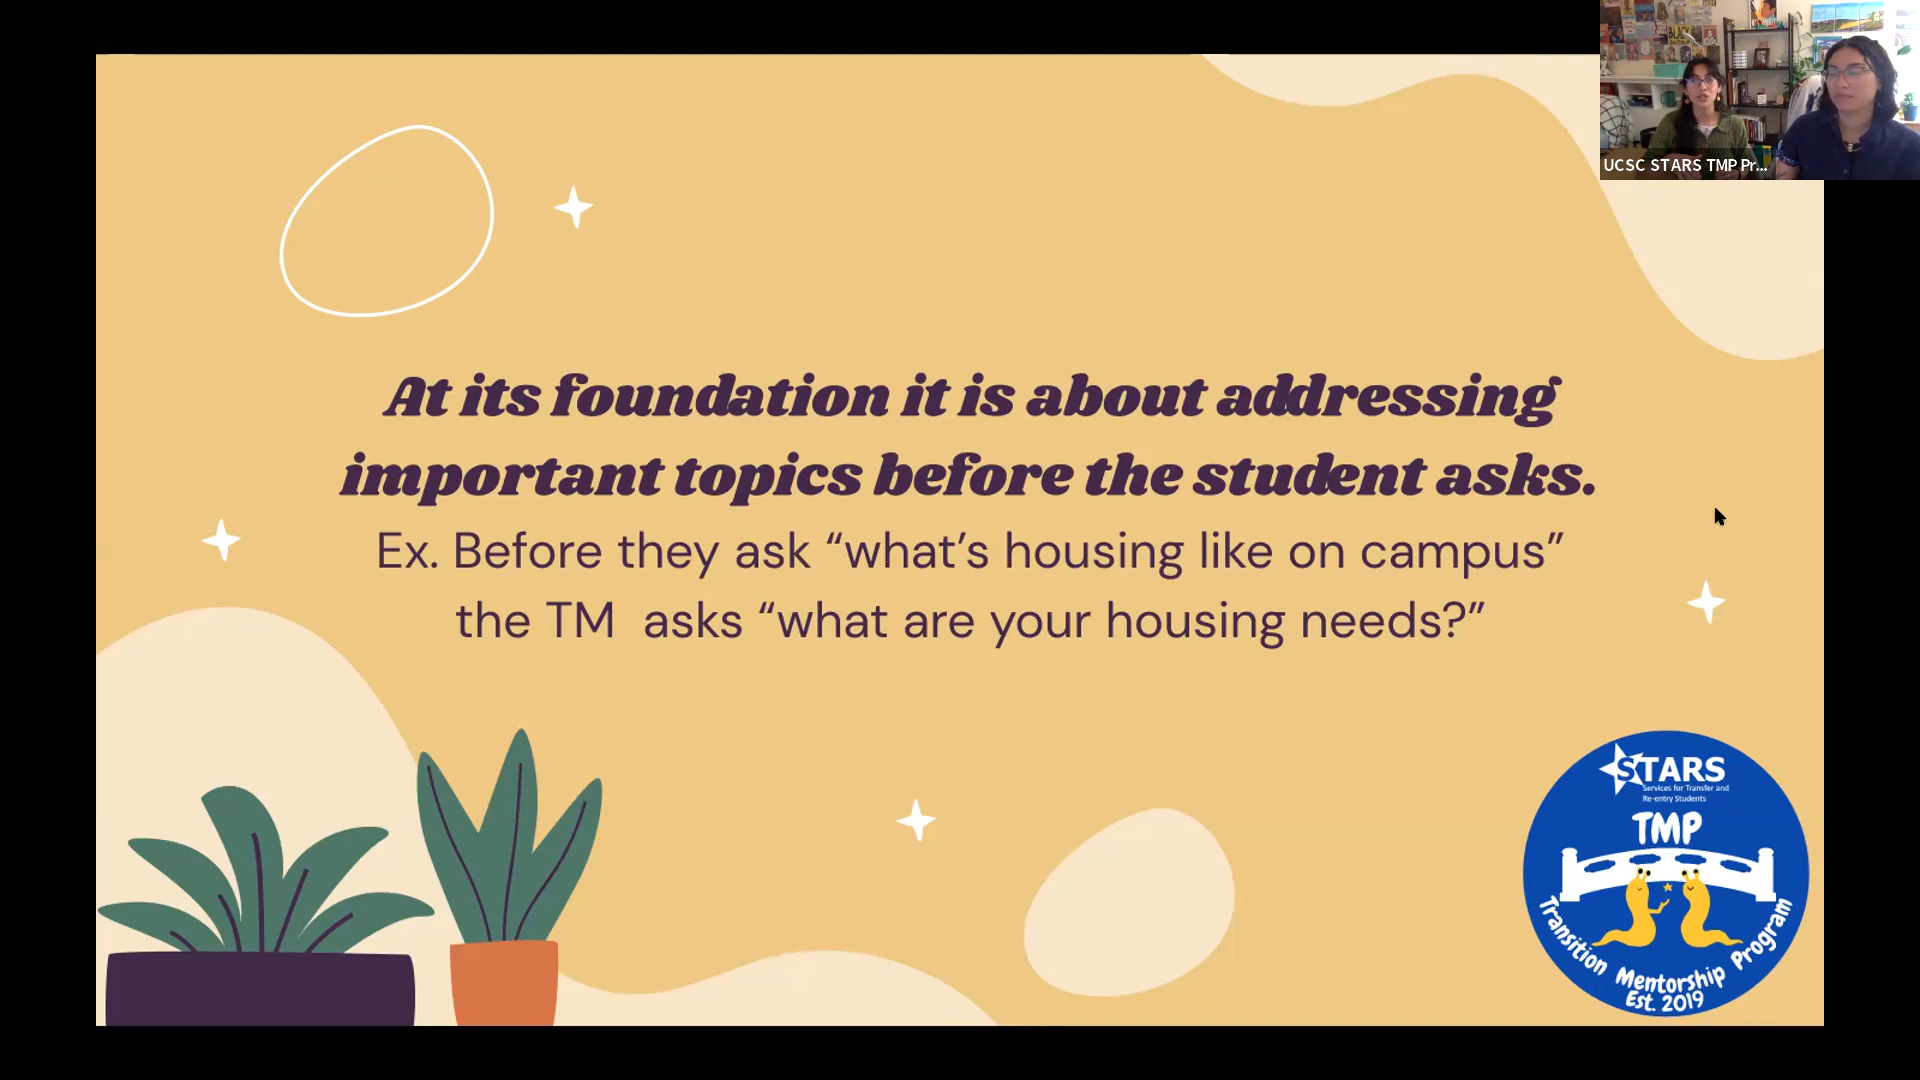 UCSC STARS TMP Pr...
At its foundation it is about addressing
important topics before the student asks.
Ex. Before they ask “what’s housing like on campus”
the TM asks “what are your housing needs?”
STARS
Services for Transfer and
Re-entry Students
TMP
Transition Mentorship Program
Est. 2019